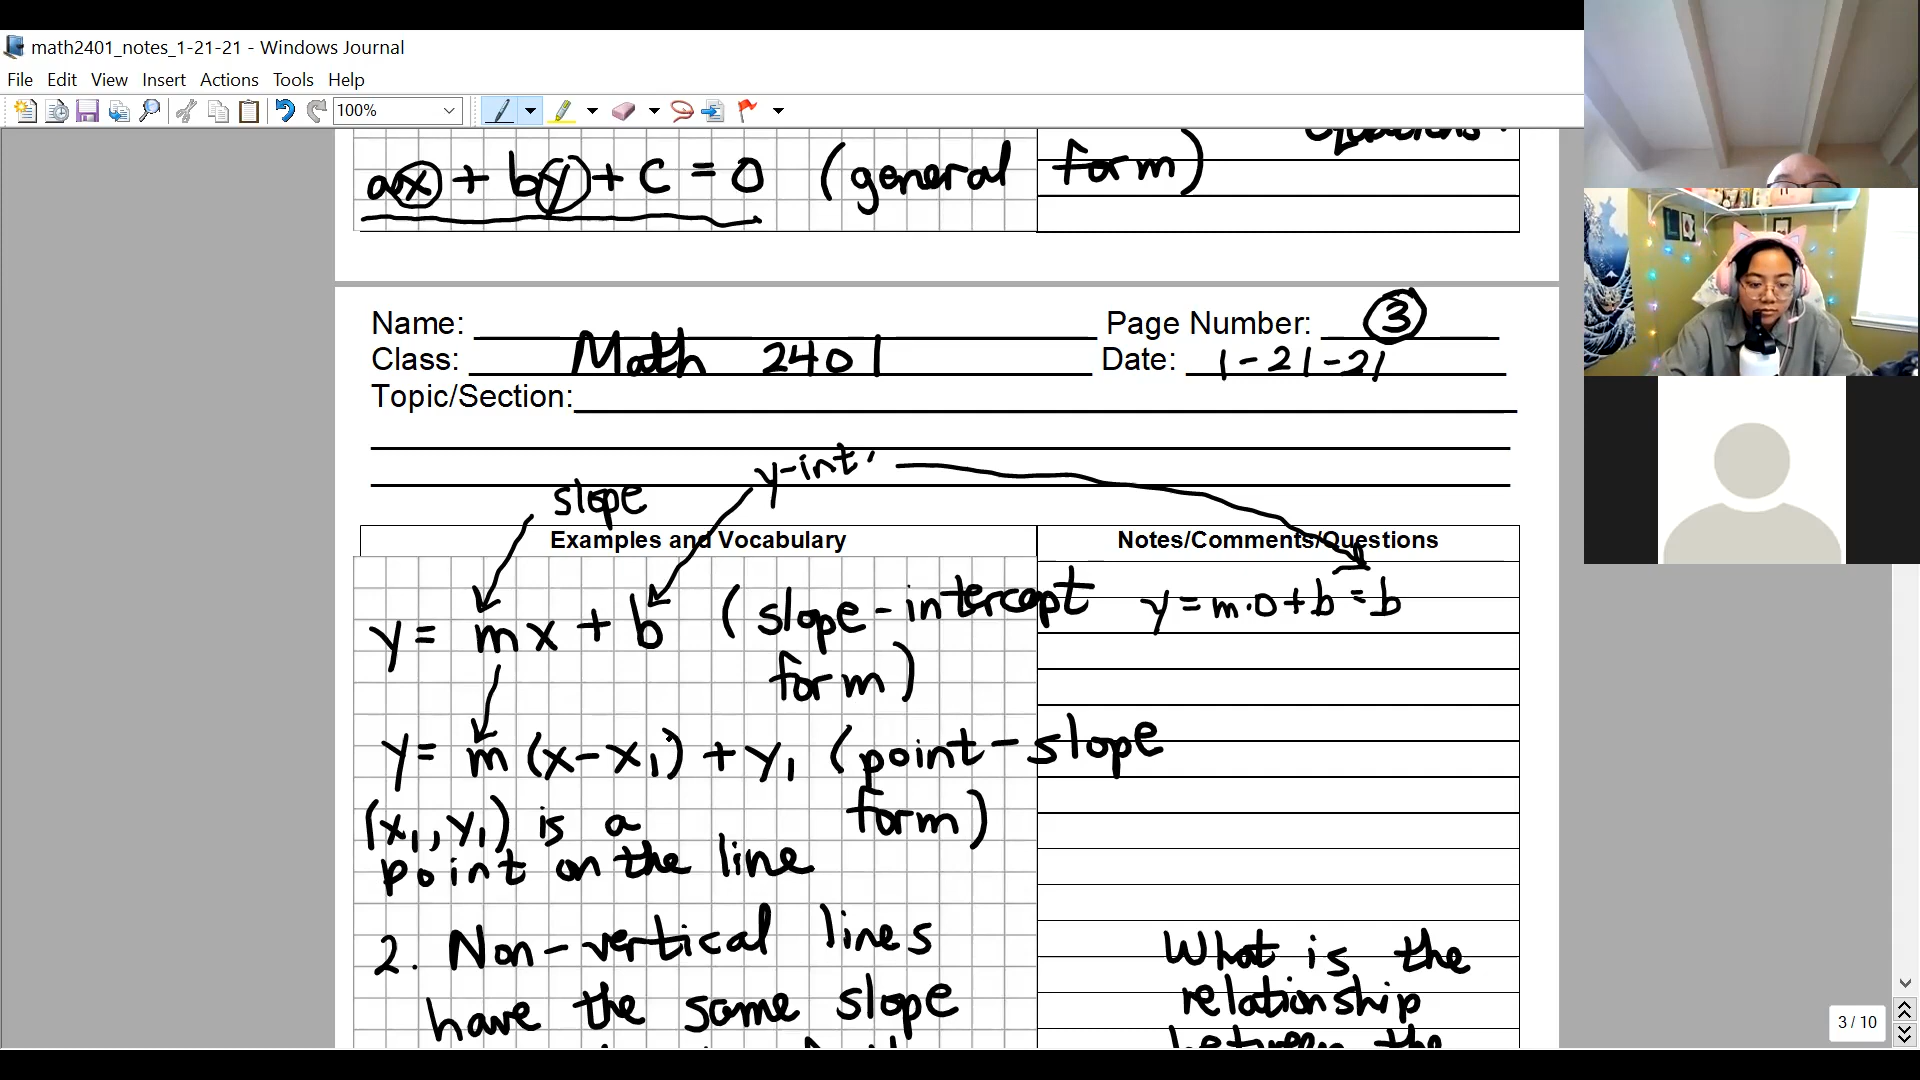 math2401_notes_1-21-21 - Windows Journal
File Edit View Insert Actions Tools Help
100%
ax + by + c = 0 (general form)
Name:
Page Number: 3
Class: Math 2401
Date: 1-21-21
Topic/Section:
y-int.
slope
Examples and Vocabulary
Notes/Comments/Questions
y = mx + b (slope-intercept
form)
y = m·0 + b = b
y = m (x - x₁) + y₁ (point-slope
form)
(x₁, y₁) is a
point on the line
2. Non-vertical lines
have the same slope
What is the
relationship
between the
3 / 10